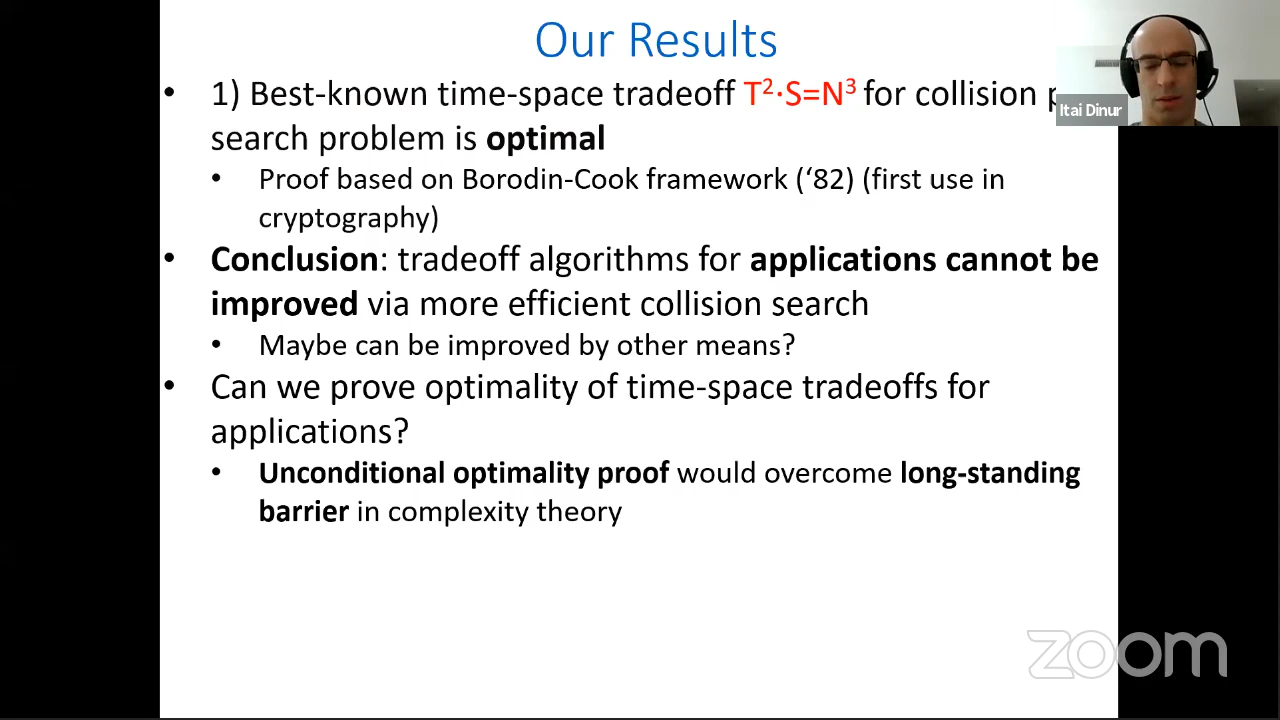 Our Results
• 1) Best-known time-space tradeoff T²·S=N³ for collision
search problem is optimal
• Proof based on Borodin-Cook framework (‘82) (first use in
cryptography)
• Conclusion: tradeoff algorithms for applications cannot be
improved via more efficient collision search
• Maybe can be improved by other means?
• Can we prove optimality of time-space tradeoffs for
applications?
• Unconditional optimality proof would overcome long-standing
barrier in complexity theory
Itai Dinur
zoom